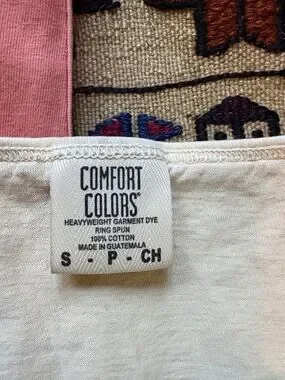 COMFORT
COLORS®
HEAVYWEIGHT GARMENT DYE
RING SPUN
100% COTTON
MADE IN GUATEMALA
S - P - CH